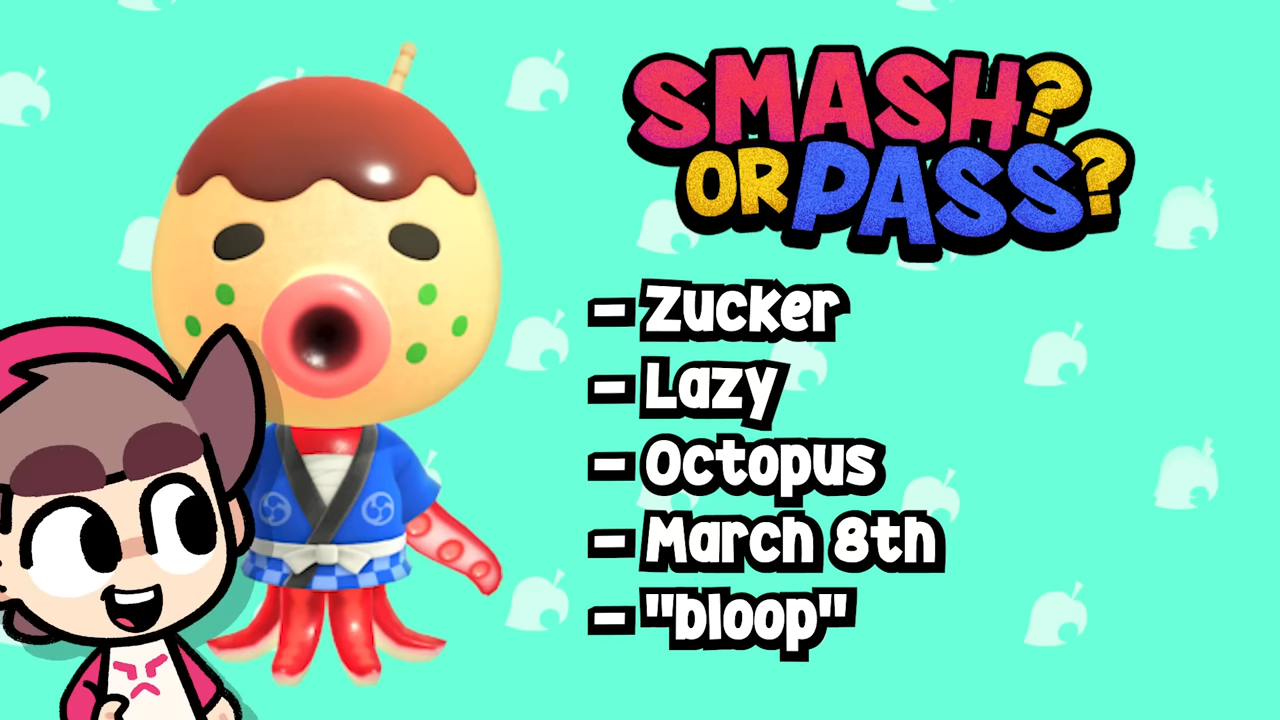 SMASH?
OR PASS?
- Zucker
- Lazy
- Octopus
- March 8th
- "bloop"